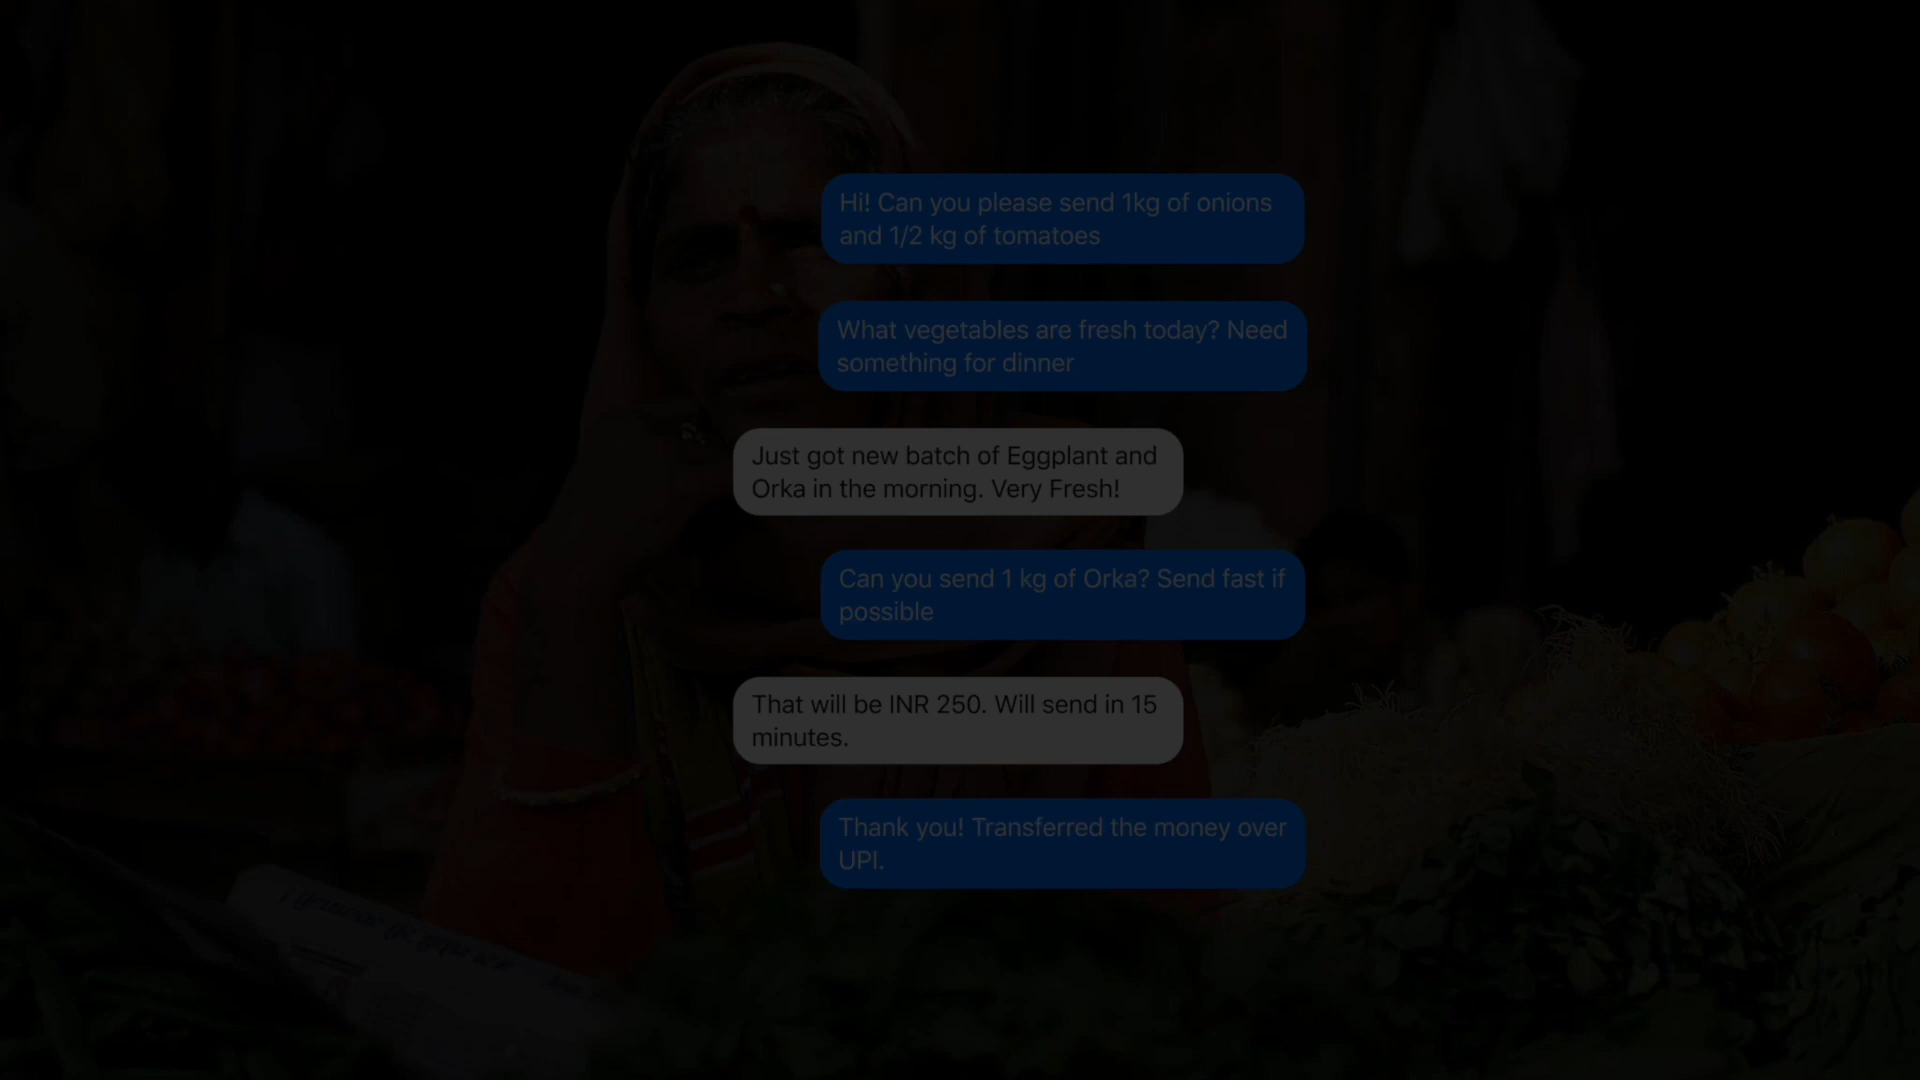 Hi! Can you please send 1kg of onions
and 1/2 kg of tomatoes
What vegetables are fresh today? Need
something for dinner
Just got new batch of Eggplant and
Orka in the morning. Very Fresh!
Can you send 1 kg of Orka? Send fast if
possible
That will be INR 250. Will send in 15
minutes.
Thank you! Transferred the money over
UPI.